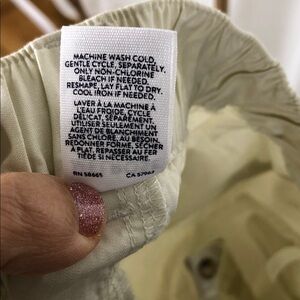 MACHINE WASH COLD,
GENTLE CYCLE, SEPARATELY.
ONLY NON-CHLORINE
BLEACH IF NEEDED.
RESHAPE, LAY FLAT TO DRY.
COOL IRON IF NEEDED.
LAVER À LA MACHINE À
L'EAU FROIDE, CYCLE
DÉLICAT, SÉPARÉMENT.
UTILISER SEULEMENT UN
AGENT DE BLANCHIMENT
SANS CHLORE, AU BESOIN.
REDONNER FORME, SÉCHER
À PLAT. REPASSER AU FER
TIÈDE SI NÉCESSAIRE.
RN 58665 CA